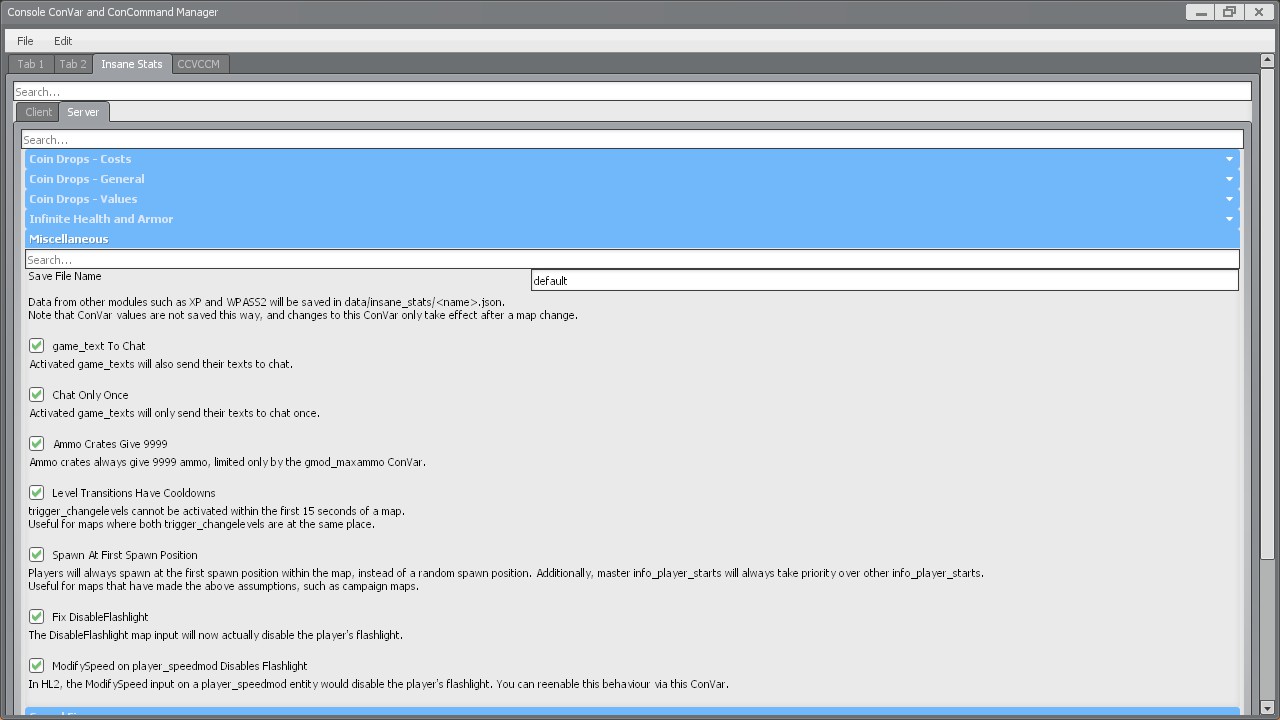 Console ConVar and ConCommand Manager
File Edit
Tab 1 Tab 2 Insane Stats CCVCCM
Search...
Client Server
Search...
Coin Drops - Costs
Coin Drops - General
Coin Drops - Values
Infinite Health and Armor
Miscellaneous
Search...
Save File Name default
Data from other modules such as XP and WPASS2 will be saved in data/insane_stats/<name>.json.
Note that ConVar values are not saved this way, and changes to this ConVar only take effect after a map change.
game_text To Chat
Activated game_texts will also send their texts to chat.
Chat Only Once
Activated game_texts will only send their texts to chat once.
Ammo Crates Give 9999
Ammo crates always give 9999 ammo, limited only by the gmod_maxammo ConVar.
Level Transitions Have Cooldowns
trigger_changelevels cannot be activated within the first 15 seconds of a map.
Useful for maps where both trigger_changelevels are at the same place.
Spawn At First Spawn Position
Players will always spawn at the first spawn position within the map, instead of a random spawn position. Additionally, master info_player_starts will always take priority over other info_player_starts.
Useful for maps that have made the above assumptions, such as campaign maps.
Fix DisableFlashlight
The DisableFlashlight map input will now actually disable the player's flashlight.
ModifySpeed on player_speedmod Disables Flashlight
In HL2, the ModifySpeed input on a player_speedmod entity would disable the player's flashlight. You can reenable this behaviour via this ConVar.